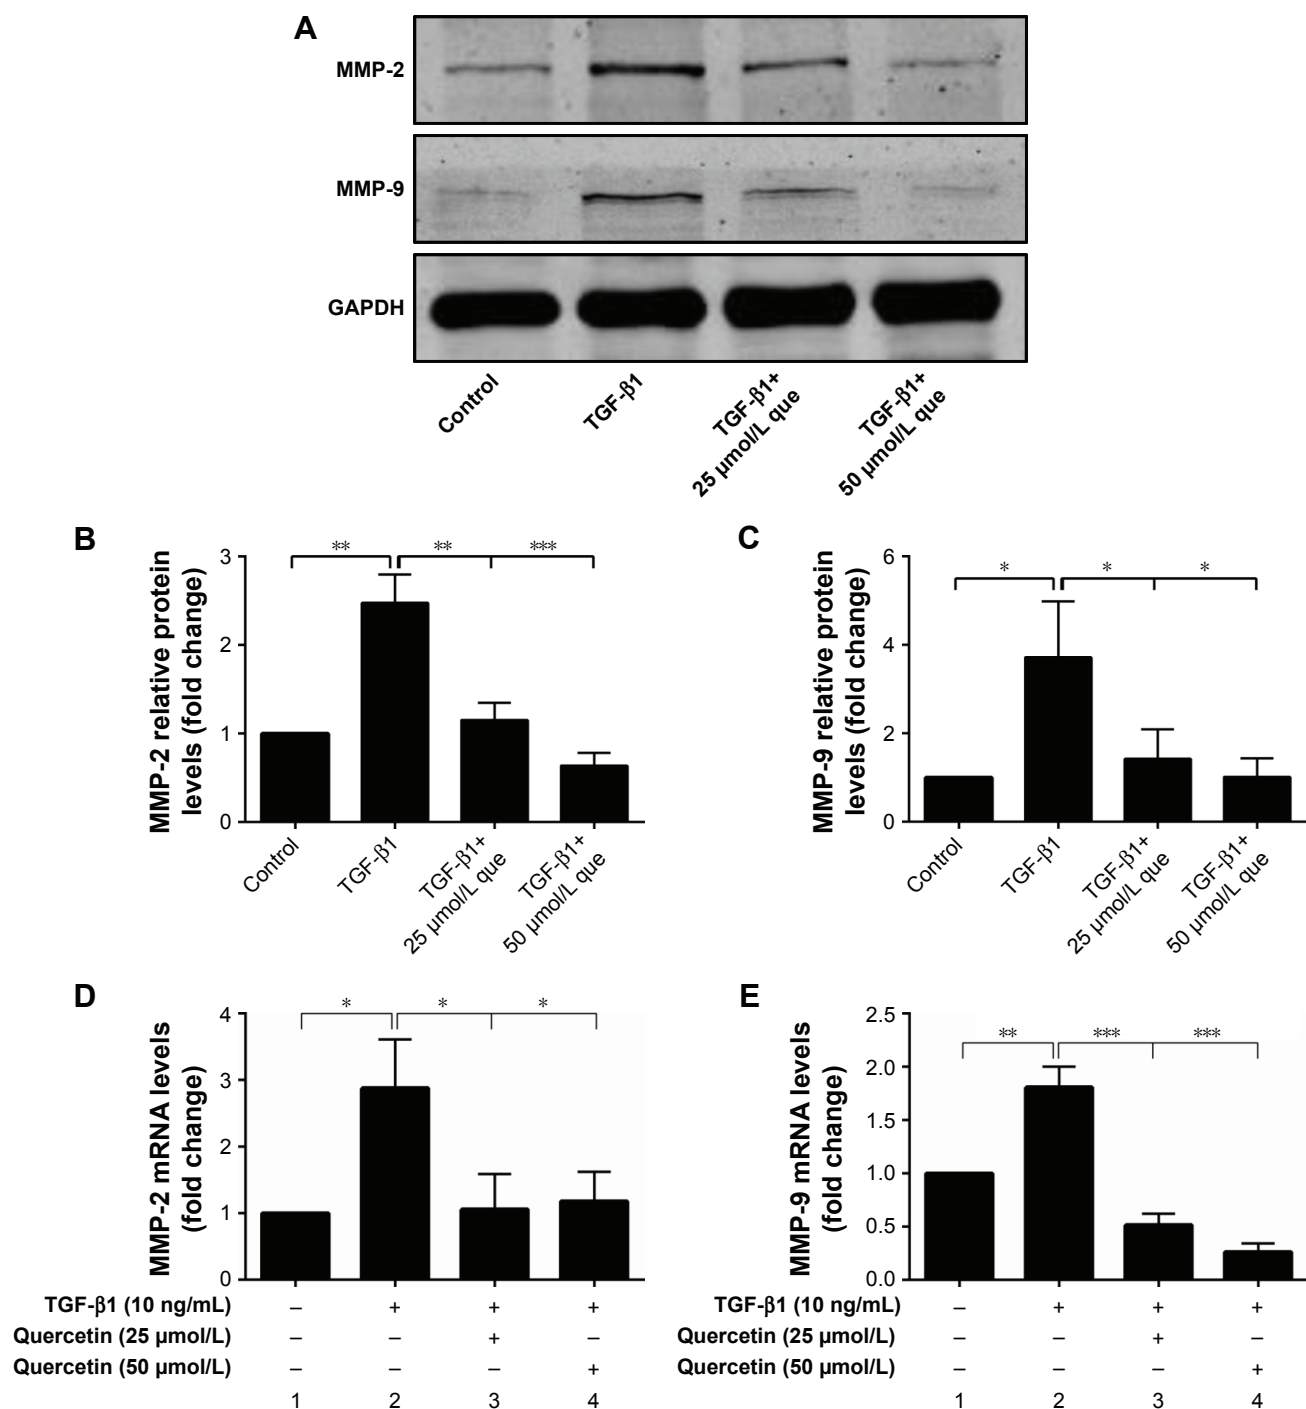 A
MMP-2
MMP-9
GAPDH
Control
TGF-β1
TGF-β1+
25 µmol/L que
TGF-β1+
50 µmol/L que
B
MMP-2 relative protein
levels (fold change)
3
2
1
0
** ** ***
Control
TGF-β1
TGF-β1+
25 µmol/L que
TGF-β1+
50 µmol/L que
C
MMP-9 relative protein
levels (fold change)
6
4
2
0
* * *
Control
TGF-β1
TGF-β1+
25 µmol/L que
TGF-β1+
50 µmol/L que
D
MMP-2 mRNA levels
(fold change)
4
3
2
1
0
* * *
TGF-β1 (10 ng/mL) – + + +
Quercetin (25 µmol/L) – – + –
Quercetin (50 µmol/L) – – – +
1 2 3 4
E
MMP-9 mRNA levels
(fold change)
2.5
2.0
1.5
1.0
0.5
0.0
** *** ***
TGF-β1 (10 ng/mL) – + + +
Quercetin (25 µmol/L) – – + –
Quercetin (50 µmol/L) – – – +
1 2 3 4